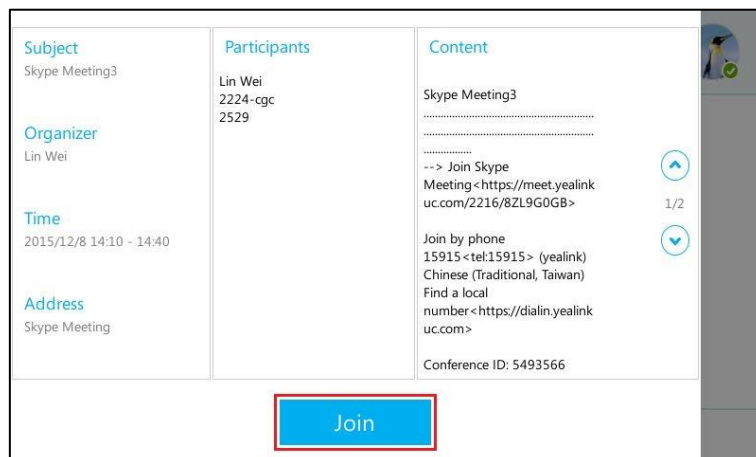 Subject
Skype Meeting3
Organizer
Lin Wei
Time
2015/12/8 14:10 - 14:40
Address
Skype Meeting
Participants
Lin Wei
2224-cgc
2529
Content
Skype Meeting3
.............................................................
.............................................................
.................
--> Join Skype
Meeting<https://meet.yealink
uc.com/2216/8ZL9G0GB>
Join by phone
15915<tel:15915> (yealink)
Chinese (Traditional, Taiwan)
Find a local
number<https://dialin.yealink
uc.com>
Conference ID: 5493566
1/2
Join